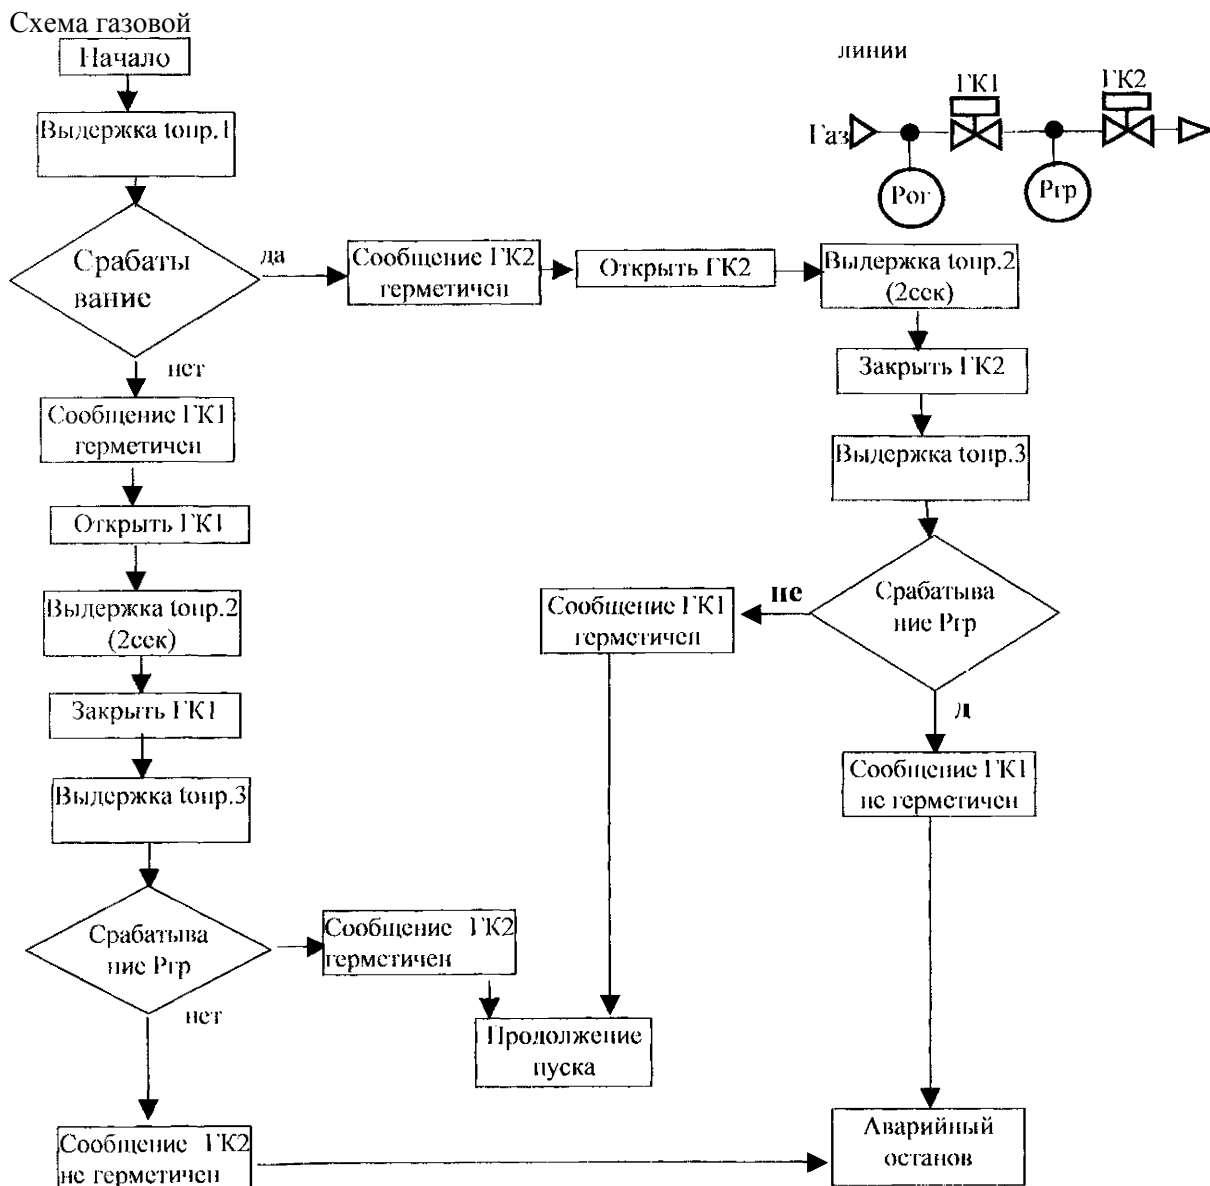 Схема газовой
Начало
линии
ГК1
ГК2
Газ
Рог
Ргр
Выдержка tопр.1
Срабаты
вание
да
Сообщение ГК2
герметичен
Открыть ГК2
Выдержка tопр.2
(2сек)
нет
Закрыть ГК2
Сообщение ГК1
герметичен
Выдержка tопр.3
Открыть ГК1
Срабатыва
ние Ргр
не
Сообщение ГК1
герметичен
Выдержка tопр.2
(2сек)
д
Закрыть ГК1
Сообщение ГК1
не герметичен
Выдержка tопр.3
Срабатыва
ние Ргр
Сообщение ГК2
герметичен
нет
Продолжение
пуска
Сообщение ГК2
не герметичен
Аварийный
останов